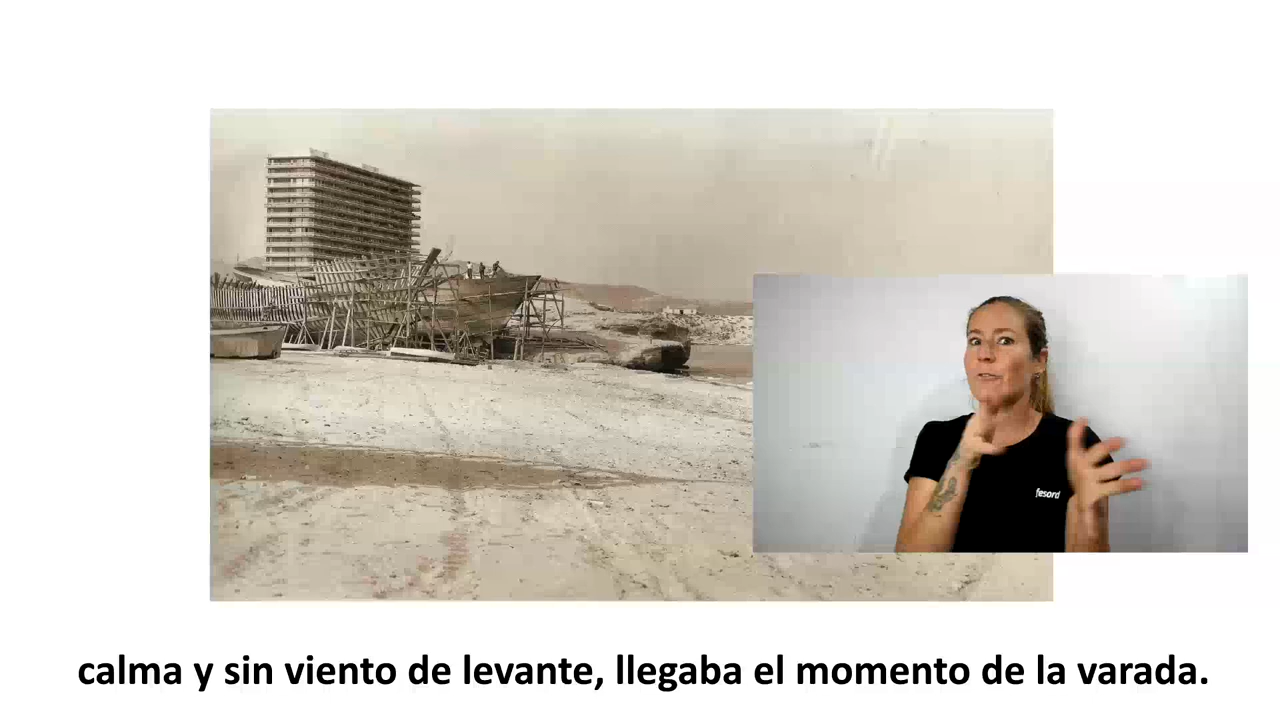 fesord
calma y sin viento de levante, llegaba el momento de la varada.